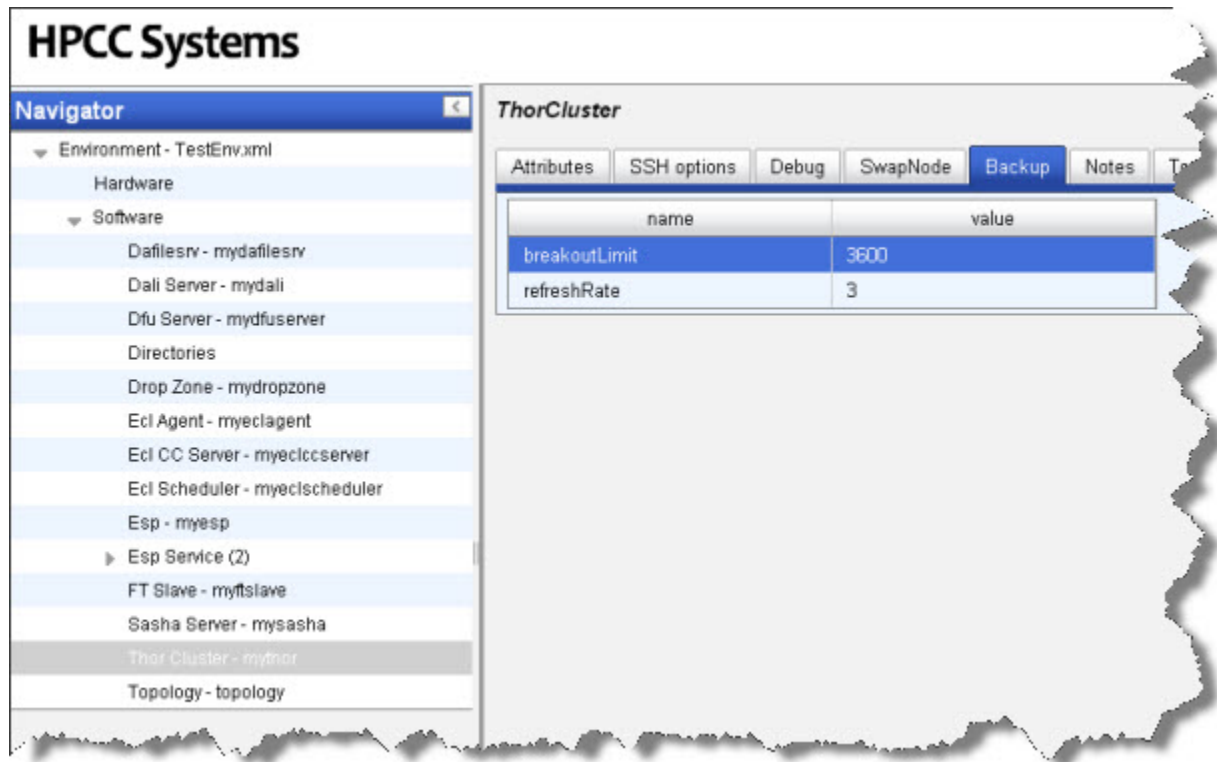 HPCC Systems
Navigator
Environment - TestEnv.xml
Hardware
Software
Dafilesrv - mydafilesrv
Dali Server - mydali
Dfu Server - mydfuserver
Directories
Drop Zone - mydropzone
Ecl Agent - myeclagent
Ecl CC Server - myeclccserver
Ecl Scheduler - myeclscheduler
Esp - myesp
Esp Service (2)
FT Slave - myftslave
Sasha Server - mysasha
Thor Cluster - mythor
Topology - topology
ThorCluster
Attributes SSH options Debug SwapNode Backup Notes
name value
breakoutLimit 3600
refreshRate 3